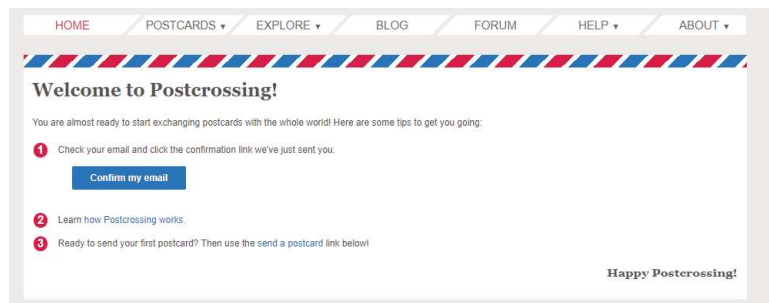 HOME POSTCARDS ▾ EXPLORE ▾ BLOG FORUM HELP ▾ ABOUT ▾
Welcome to Postcrossing!
You are almost ready to start exchanging postcards with the whole world! Here are some tips to get you going:
1 Check your email and click the confirmation link we've just sent you.
Confirm my email
2 Learn how Postcrossing works.
3 Ready to send your first postcard? Then use the send a postcard link below!
Happy Postcrossing!